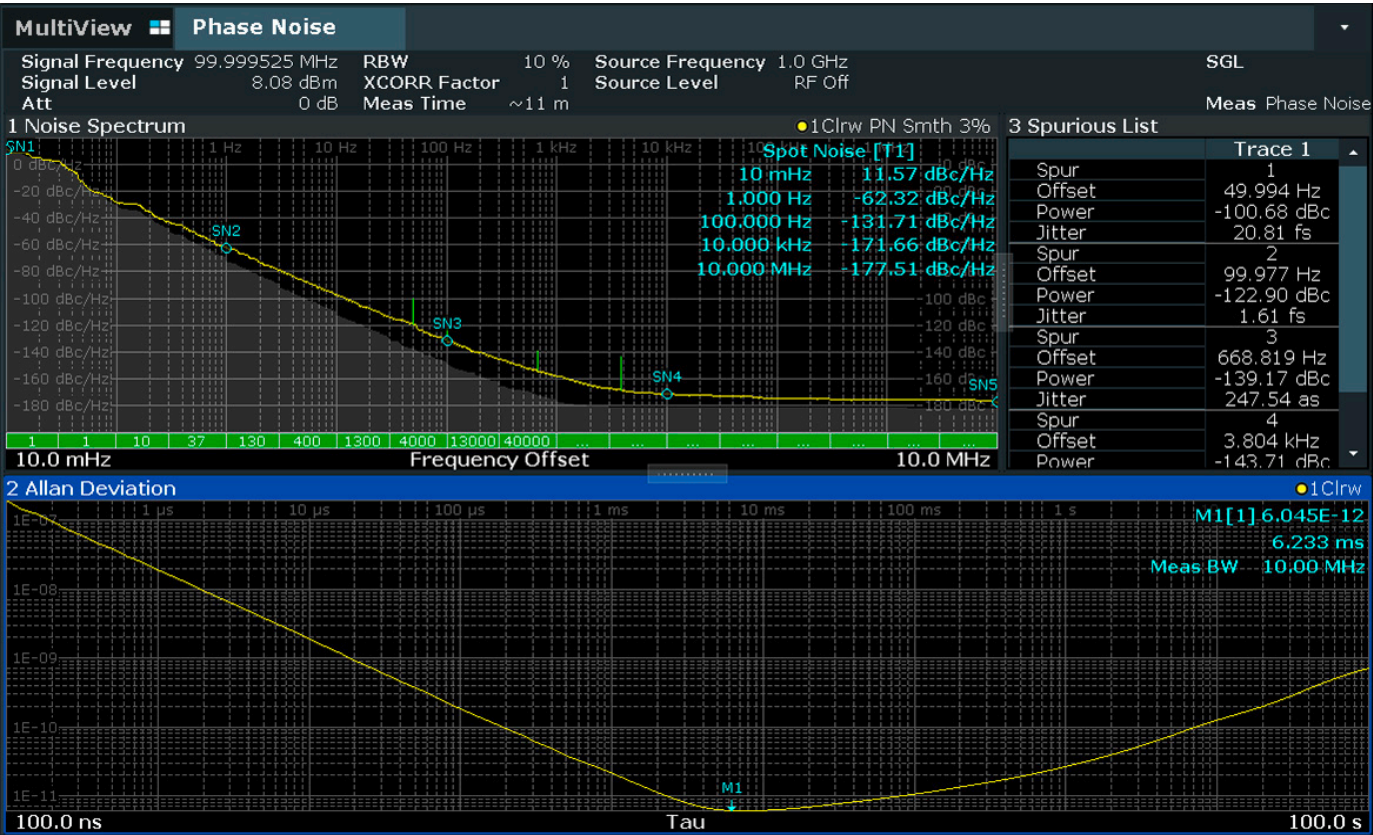 MultiView Phase Noise
Signal Frequency 99.999525 MHz RBW 10 % Source Frequency 1.0 GHz SGL
Signal Level 8.08 dBm XCORR Factor 1 Source Level RF Off
Att 0 dB Meas Time ~11 m Meas Phase Noise
1 Noise Spectrum 1Clrw PN Smth 3%
SN1 1 Hz 10 Hz 100 Hz 1 kHz 10 kHz
Spot Noise [T1]
10 mHz 11.57 dBc/Hz
1.000 Hz -62.32 dBc/Hz
100.000 Hz -131.71 dBc/Hz
10.000 kHz -171.66 dBc/Hz
10.000 MHz -177.51 dBc/Hz
0 dBc/Hz
-20 dBc/Hz
-40 dBc/Hz
SN2
-60 dBc/Hz
-80 dBc/Hz
-100 dBc/Hz -100 dBc
-120 dBc/Hz SN3 -120 dBc
-140 dBc/Hz -140 dBc
-160 dBc/Hz SN4 -160 SN5
-180 dBc/Hz -180 dBc
1 1 10 37 130 400 1300 4000 13000 40000 ... ... ... ... ... ... ... ...
10.0 mHz Frequency Offset 10.0 MHz
3 Spurious List
Trace 1
Spur 1
Offset 49.994 Hz
Power -100.68 dBc
Jitter 20.81 fs
Spur 2
Offset 99.977 Hz
Power -122.90 dBc
Jitter 1.61 fs
Spur 3
Offset 668.819 Hz
Power -139.17 dBc
Jitter 247.54 as
Spur 4
Offset 3.804 kHz
Power -143.71 dBc
2 Allan Deviation 1Clrw
1 µs 10 µs 100 µs 1 ms 10 ms 100 ms 1 s
1E-07 M1[1] 6.045E-12
6.233 ms
Meas BW 10.00 MHz
1E-08
1E-09
1E-10
M1
1E-11
100.0 ns Tau 100.0 s